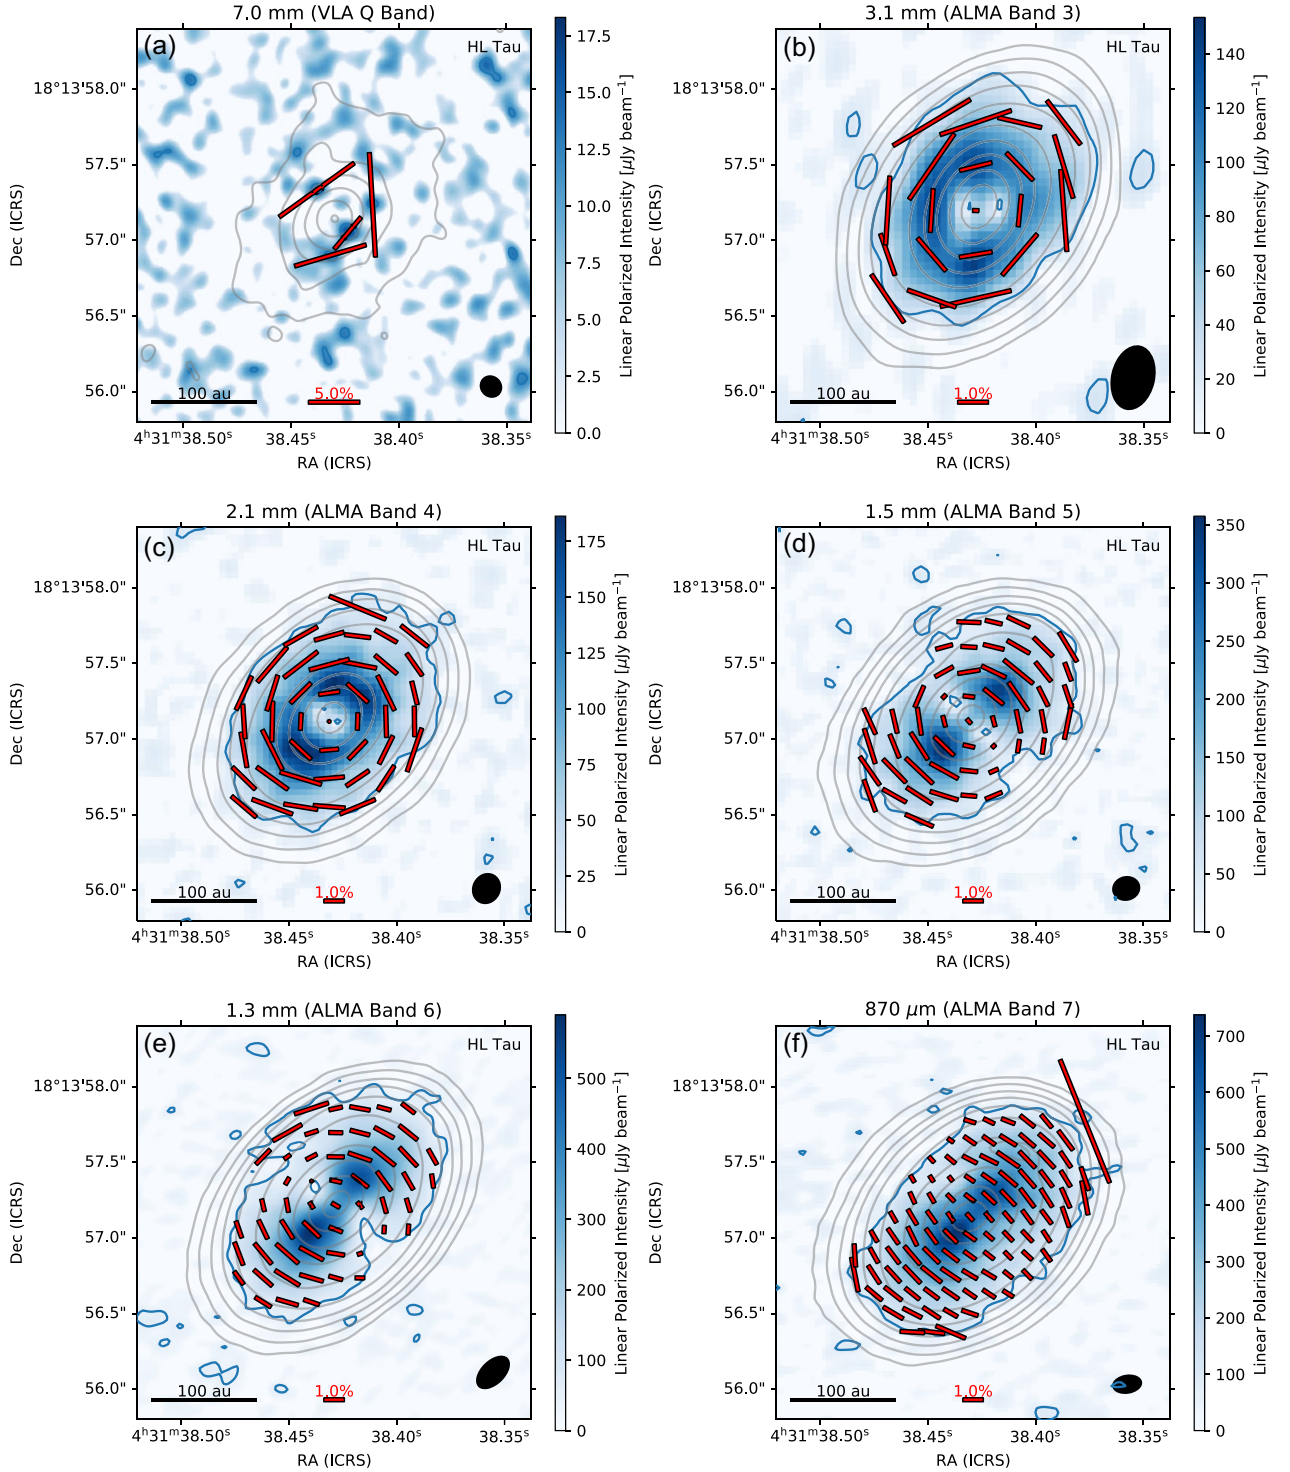 7.0 mm (VLA Q Band)
(a)
HL Tau
18°13'58.0"
57.5"
57.0"
56.5"
56.0"
Dec (ICRS)
100 au
5.0%
4ʰ31ᵐ38.50ˢ
38.45ˢ
38.40ˢ
38.35ˢ
RA (ICRS)
17.5
15.0
12.5
10.0
7.5
5.0
2.5
0.0
Linear Polarized Intensity [μJy beam⁻¹]
3.1 mm (ALMA Band 3)
(b)
HL Tau
18°13'58.0"
57.5"
57.0"
56.5"
56.0"
Dec (ICRS)
100 au
1.0%
4ʰ31ᵐ38.50ˢ
38.45ˢ
38.40ˢ
38.35ˢ
RA (ICRS)
140
120
100
80
60
40
20
0
Linear Polarized Intensity [μJy beam⁻¹]
2.1 mm (ALMA Band 4)
(c)
HL Tau
18°13'58.0"
57.5"
57.0"
56.5"
56.0"
Dec (ICRS)
100 au
1.0%
4ʰ31ᵐ38.50ˢ
38.45ˢ
38.40ˢ
38.35ˢ
RA (ICRS)
175
150
125
100
75
50
25
0
Linear Polarized Intensity [μJy beam⁻¹]
1.5 mm (ALMA Band 5)
(d)
HL Tau
18°13'58.0"
57.5"
57.0"
56.5"
56.0"
Dec (ICRS)
100 au
1.0%
4ʰ31ᵐ38.50ˢ
38.45ˢ
38.40ˢ
38.35ˢ
RA (ICRS)
350
300
250
200
150
100
50
0
Linear Polarized Intensity [μJy beam⁻¹]
1.3 mm (ALMA Band 6)
(e)
HL Tau
18°13'58.0"
57.5"
57.0"
56.5"
56.0"
Dec (ICRS)
100 au
1.0%
4ʰ31ᵐ38.50ˢ
38.45ˢ
38.40ˢ
38.35ˢ
RA (ICRS)
500
400
300
200
100
0
Linear Polarized Intensity [μJy beam⁻¹]
870 μm (ALMA Band 7)
(f)
HL Tau
18°13'58.0"
57.5"
57.0"
56.5"
56.0"
Dec (ICRS)
100 au
1.0%
4ʰ31ᵐ38.50ˢ
38.45ˢ
38.40ˢ
38.35ˢ
RA (ICRS)
700
600
500
400
300
200
100
0
Linear Polarized Intensity [μJy beam⁻¹]